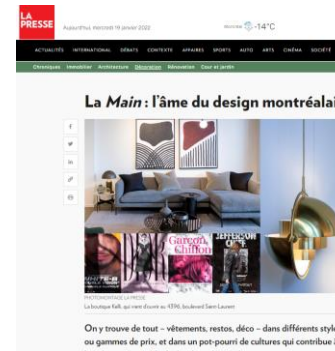 LA
PRESSE
Aujourd'hui, mercredi 19 janvier 2022
-14°C
ACTUALITÉS INTERNATIONAL DÉBATS CONTEXTE AFFAIRES SPORTS AUTO ARTS CINÉMA SOCIÉTÉ
Chroniques Immobilier Architecture Décoration Rénovation Cour et jardin
La Main : l'âme du design montréalai
Garçon,
Chiffon
DIOR
JEFFERSON
PHOTOMONTAGE LA PRESSE
La boutique Kalk, qui vient d'ouvrir au 4396, boulevard Saint-Laurent
On y trouve de tout – vêtements, restos, déco – dans différents style
ou gammes de prix, et dans un pot-pourri de cultures qui contribue à